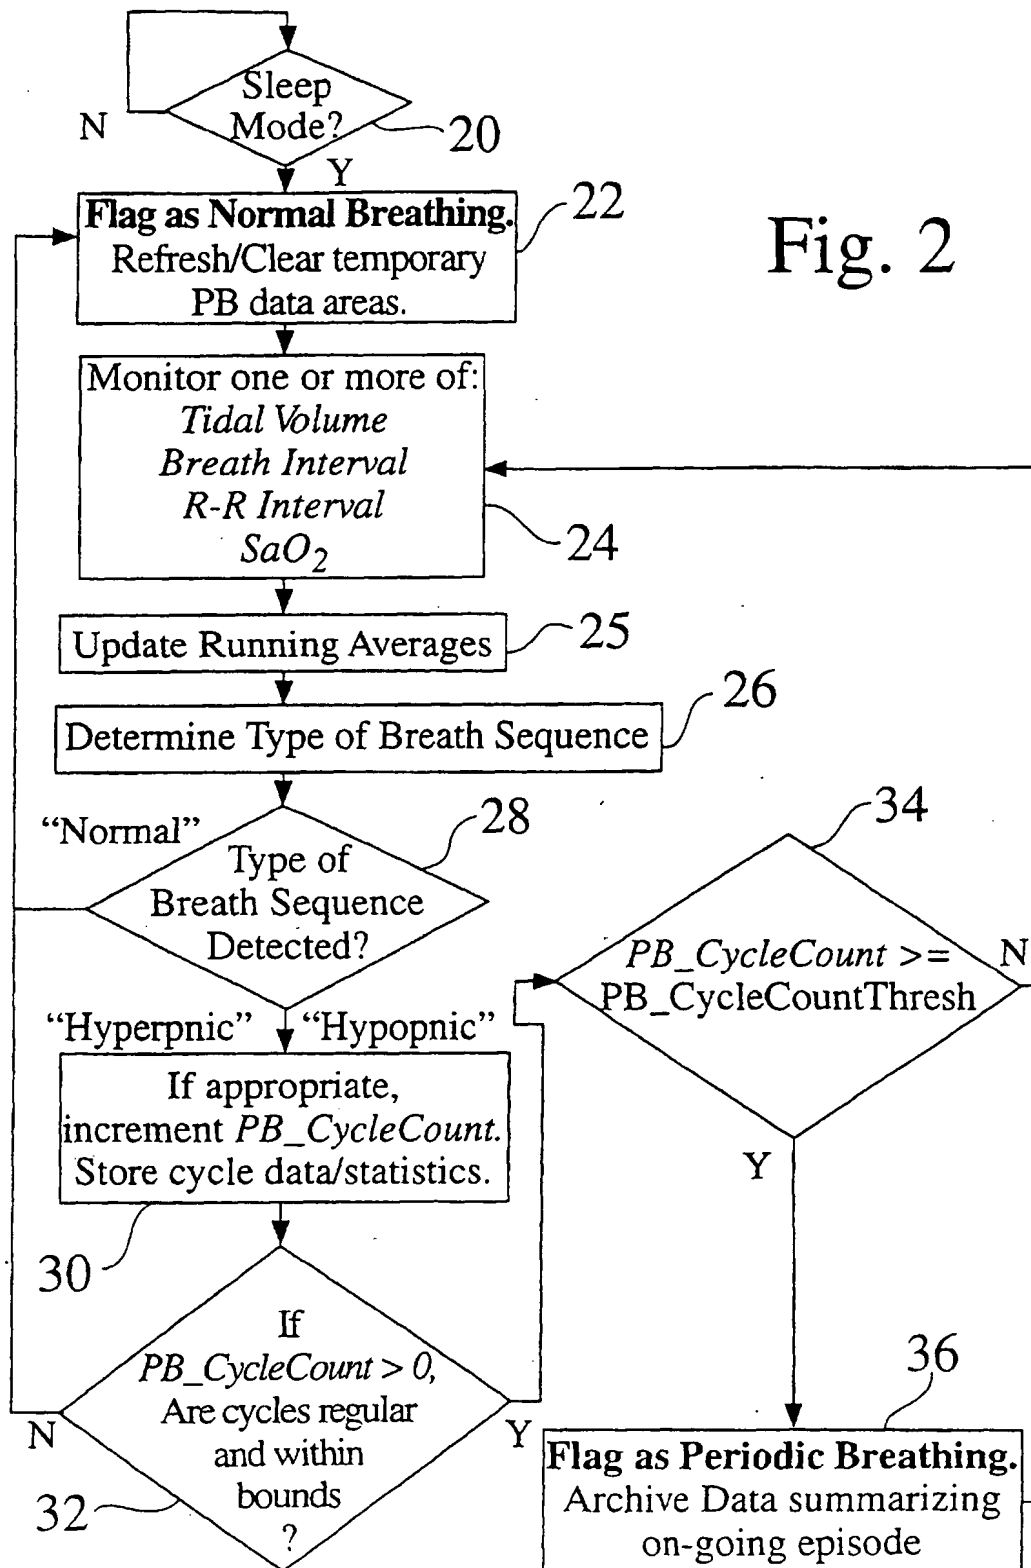 Sleep
Mode?
N
20
Y
Flag as Normal Breathing.
Refresh/Clear temporary
PB data areas.
22
Fig. 2
Monitor one or more of:
Tidal Volume
Breath Interval
R-R Interval
SaO2
24
Update Running Averages
25
Determine Type of Breath Sequence
26
"Normal"
Type of
Breath Sequence
Detected?
28
"Hyperpnic" "Hypopnic"
If appropriate,
increment PB_CycleCount.
Store cycle data/statistics.
30
If
PB_CycleCount > 0,
Are cycles regular
and within
bounds
?
N
Y
32
34
PB_CycleCount >=
PB_CycleCountThresh
N
Y
36
Flag as Periodic Breathing.
Archive Data summarizing
on-going episode